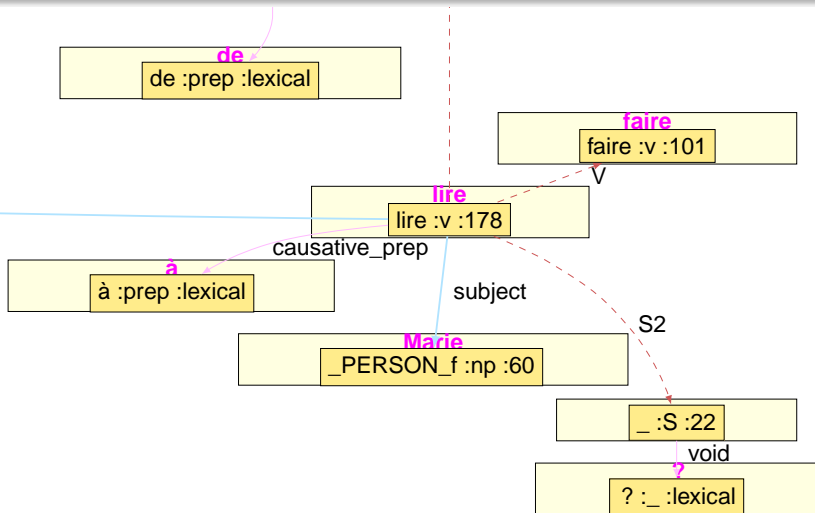 de
de :prep :lexical
faire
faire :v :101
V
lire
lire :v :178
causative_prep
à
à :prep :lexical
subject
S2
Marie
_PERSON_f :np :60
_ :S :22
void
?
? :_ :lexical